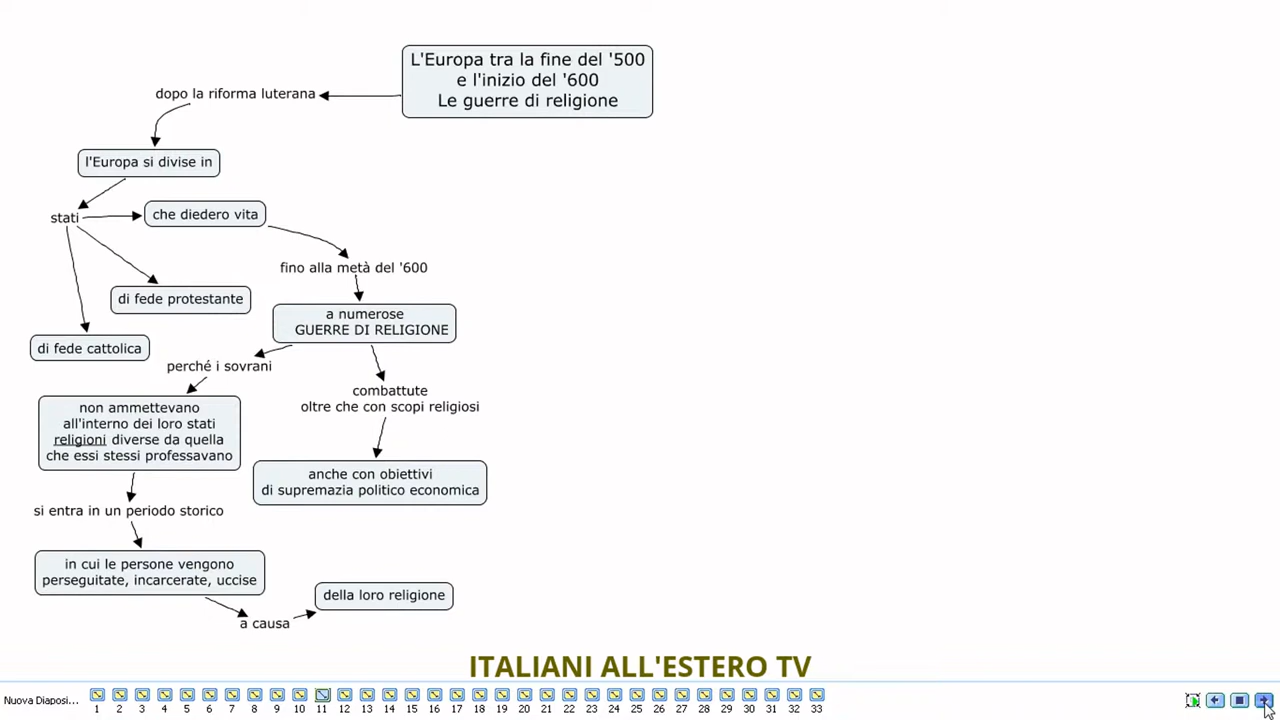 L'Europa tra la fine del '500
e l'inizio del '600
Le guerre di religione
dopo la riforma luterana
l'Europa si divise in
stati
che diedero vita
fino alla metà del '600
di fede protestante
a numerose
GUERRE DI RELIGIONE
di fede cattolica
perché i sovrani
combattute
oltre che con scopi religiosi
non ammettevano
all'interno dei loro stati
religioni diverse da quella
che essi stessi professavano
anche con obiettivi
di supremazia politico economica
si entra in un periodo storico
in cui le persone vengono
perseguitate, incarcerate, uccise
della loro religione
a causa
ITALIANI ALL'ESTERO TV
Nuova Diaposi...
1 2 3 4 5 6 7 8 9 10 11 12 13 14 15 16 17 18 19 20 21 22 23 24 25 26 27 28 29 30 31 32 33